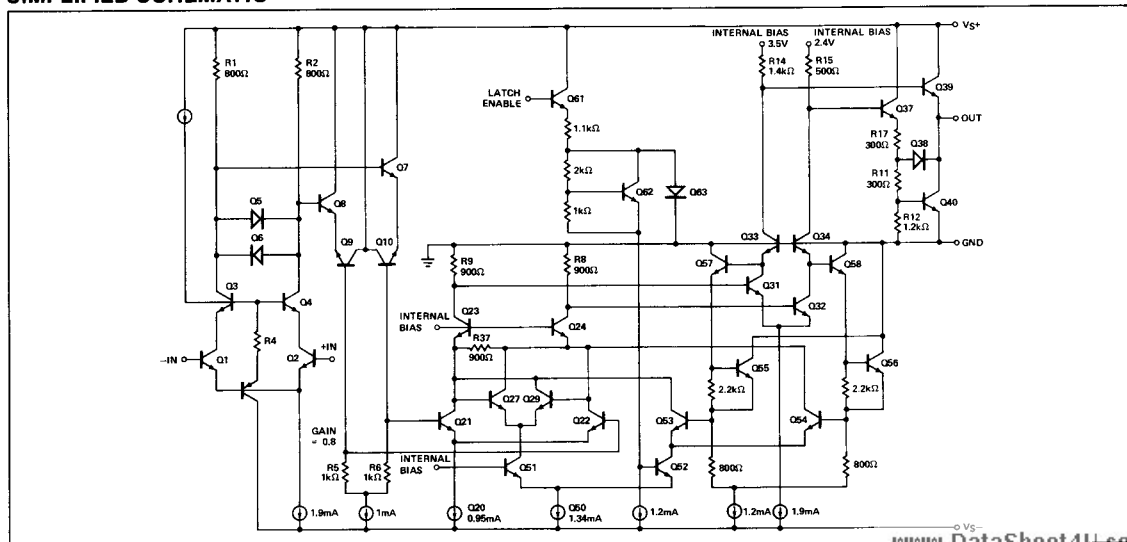 SIMPLIFIED SCHEMATIC
VS+
INTERNAL BIAS
3.5V
INTERNAL BIAS
2.4V
R1
800Ω
R2
800Ω
R14
1.4kΩ
R15
500Ω
LATCH
ENABLE
Q61
Q39
Q37
OUT
1.1kΩ
R17
300Ω
Q38
Q7
Q8
2kΩ
Q62
Q63
R11
300Ω
1kΩ
Q40
Q5
Q6
Q9
Q10
R12
1.2kΩ
Q33
Q34
GND
R9
900Ω
R8
900Ω
Q57
Q58
Q3
Q4
Q31
Q32
Q23
INTERNAL
BIAS
Q24
R4
R37
900Ω
-IN
Q1
Q2
+IN
Q55
Q56
2.2kΩ
2.2kΩ
Q27
Q29
Q21
Q22
Q53
Q54
GAIN
= 0.8
R5
1kΩ
R6
1kΩ
INTERNAL
BIAS
Q51
Q52
800Ω
800Ω
1.9mA
1mA
Q20
0.95mA
Q50
1.34mA
1.2mA
1.2mA
1.9mA
VS-
www.DataSheet4U.co